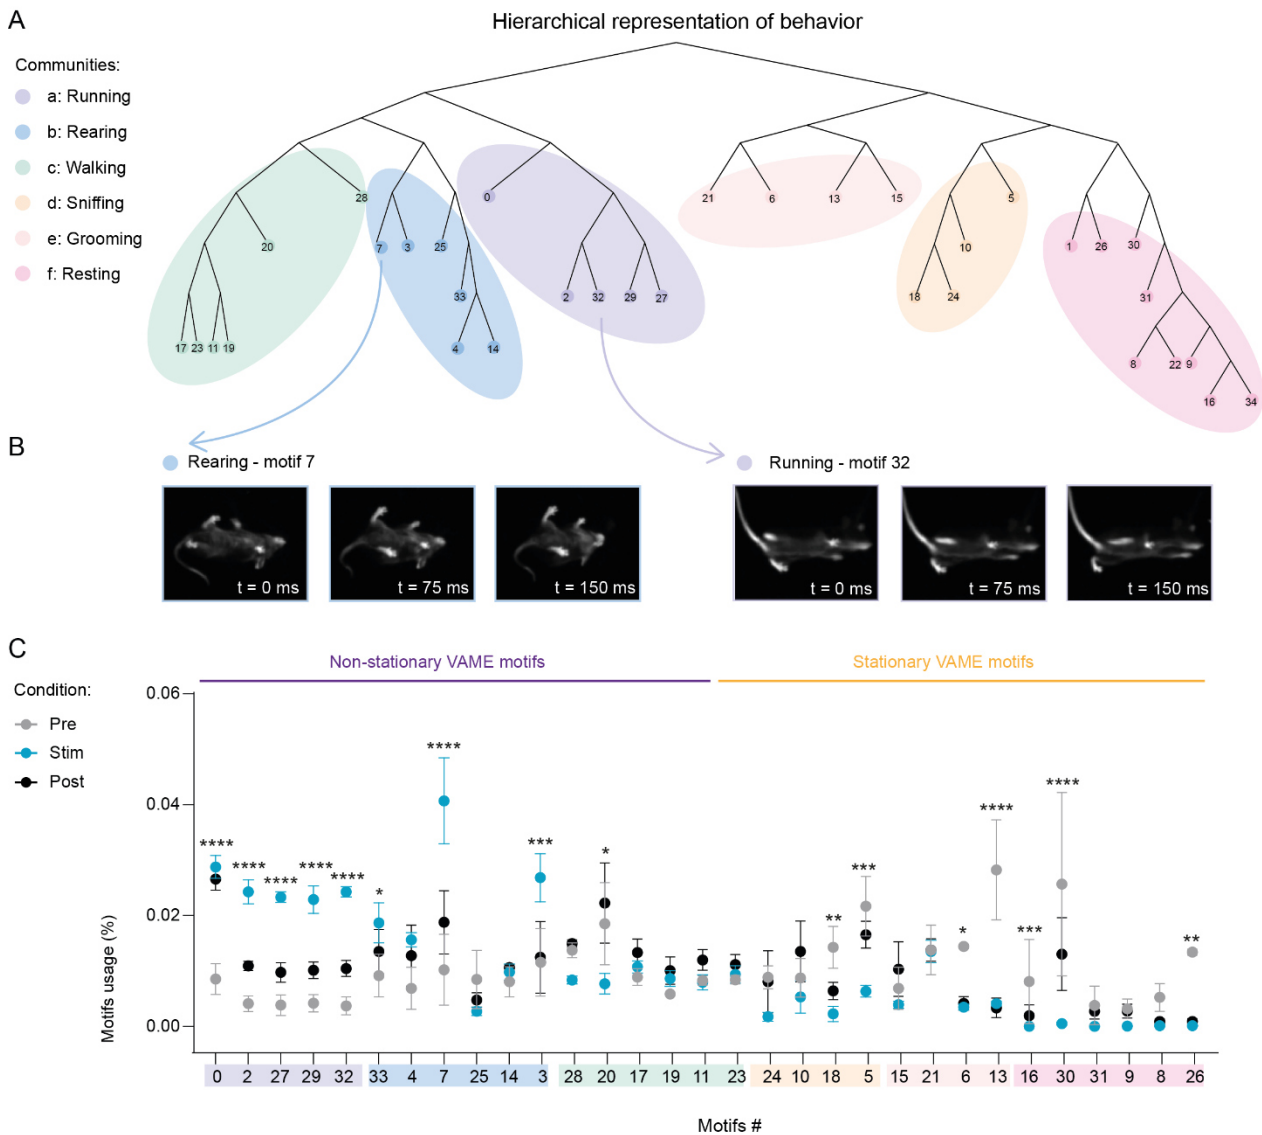 A
Hierarchical representation of behavior
Communities:
a: Running
b: Rearing
c: Walking
d: Sniffing
e: Grooming
f: Resting
28 0 21 6 13 15 5
20 7 3 25 10 1 26 30
33 2 32 29 27 18 24 31
17 23 11 19 4 14
8 22 9
16 34
B
Rearing - motif 7
Running - motif 32
t = 0 ms t = 75 ms t = 150 ms t = 0 ms t = 75 ms t = 150 ms
C
Non-stationary VAME motifs
Stationary VAME motifs
Condition:
Pre
Stim
Post
Motifs usage (%)
0.06
0.04
0.02
0.00
**** **** **** **** **** * **** *** * ** *** * **** *** **** **
0 2 27 29 32 33 4 7 25 14 3 28 20 17 19 11 23 24 10 18 5 15 21 6 13 16 30 31 9 8 26
Motifs #